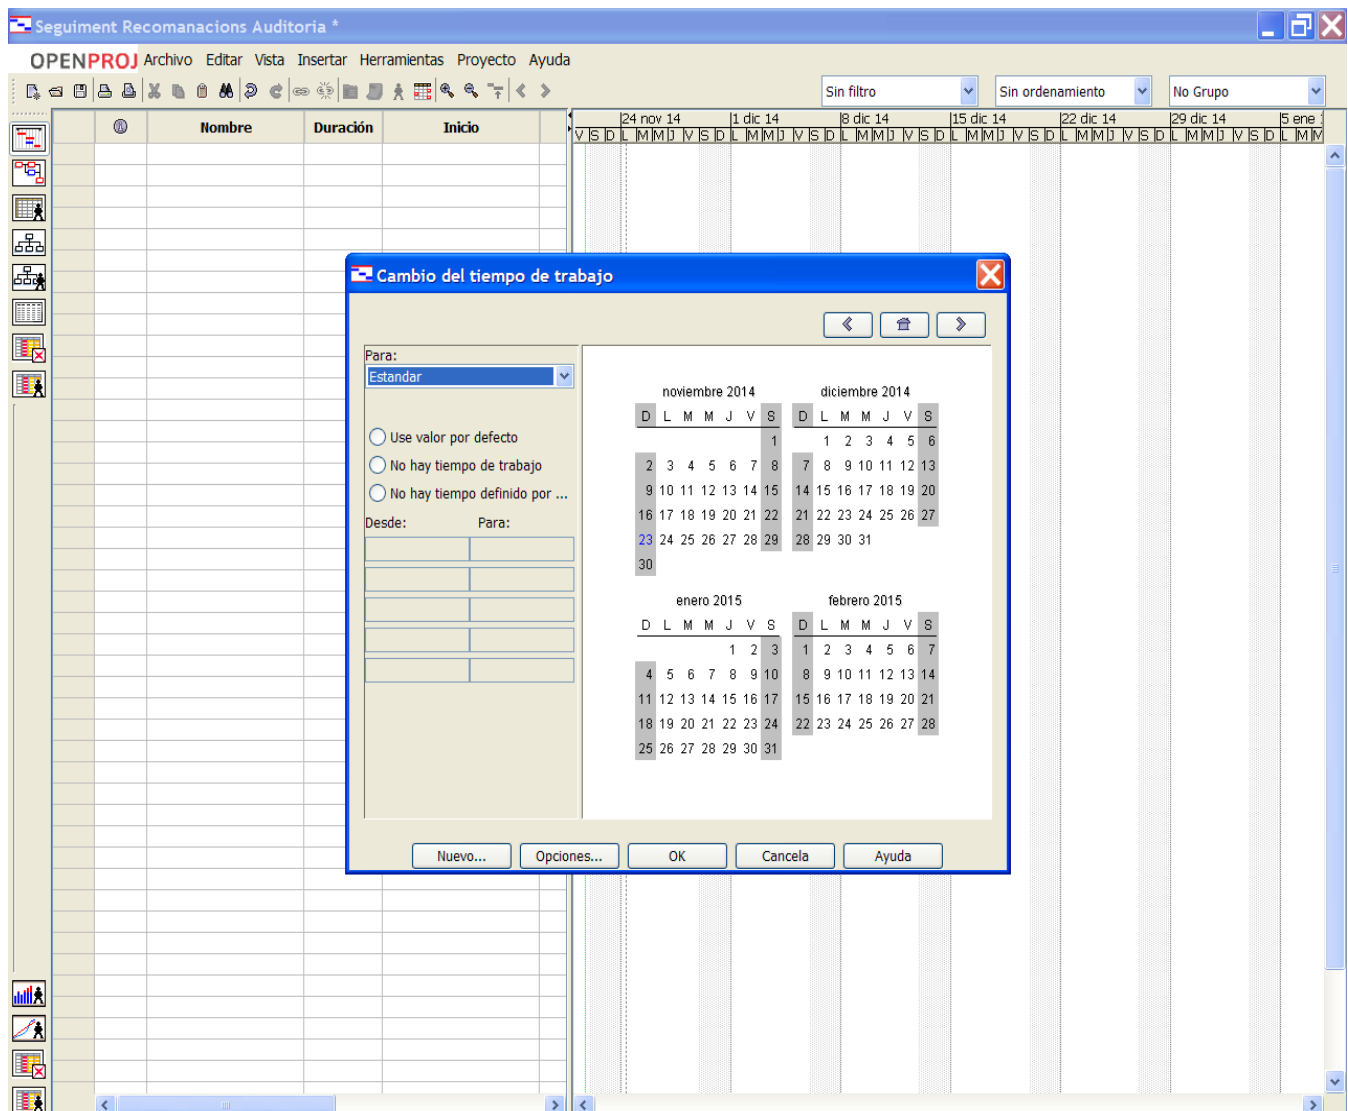 Seguiment Recomanacions Auditoria *
OPENPROJ Archivo Editar Vista Insertar Herramientas Proyecto Ayuda
Sin filtro Sin ordenamiento No Grupo
Nombre Duración Inicio
24 nov 14 1 dic 14 8 dic 14 15 dic 14 22 dic 14 29 dic 14 5 ene 1
V S D L M M J V S D L M M J V S D L M M J V S D L M M J V S D L M M J V S D L M M J V S D L M M
Cambio del tiempo de trabajo
Para:
Estandar
Use valor por defecto
No hay tiempo de trabajo
No hay tiempo definido por ...
Desde: Para:
noviembre 2014
D L M M J V S
1
2 3 4 5 6 7 8
9 10 11 12 13 14 15
16 17 18 19 20 21 22
23 24 25 26 27 28 29
30
diciembre 2014
D L M M J V S
1 2 3 4 5 6
7 8 9 10 11 12 13
14 15 16 17 18 19 20
21 22 23 24 25 26 27
28 29 30 31
enero 2015
D L M M J V S
1 2 3
4 5 6 7 8 9 10
11 12 13 14 15 16 17
18 19 20 21 22 23 24
25 26 27 28 29 30 31
febrero 2015
D L M M J V S
1 2 3 4 5 6 7
8 9 10 11 12 13 14
15 16 17 18 19 20 21
22 23 24 25 26 27 28
Nuevo... Opciones... OK Cancela Ayuda